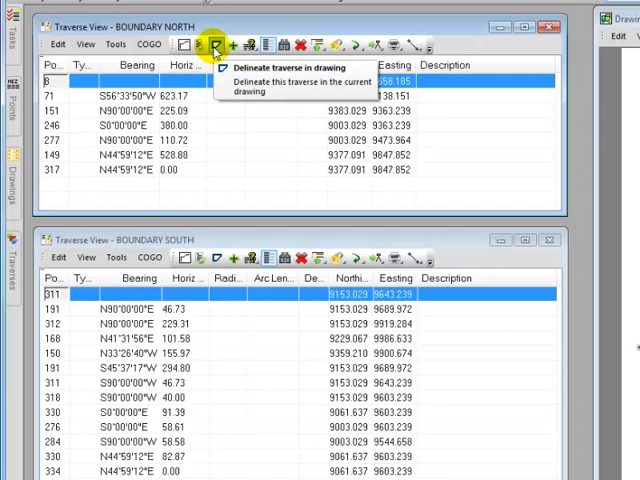 Traverse View - BOUNDARY NORTH
Edit View Tools COGO
Po... Ty... Bearing Horiz Easting Description
Delineate traverse in drawing
Delineate this traverse in the current
drawing
8 658.185
71 S56°33'50"W 623.17 138.151
151 N90°00'00"E 225.09 9383.029 9363.239
246 S0°00'00"E 380.00 9003.029 9363.239
277 N90°00'00"E 110.72 9003.029 9473.964
149 N44°59'12"E 528.88 9377.091 9847.852
317 N44°59'12"E 0.00 9377.091 9847.852
Traverse View - BOUNDARY SOUTH
Edit View Tools COGO
Po... Ty... Bearing Horiz ... Radi... Arc Len... De... Northi... Easting Description
311 9153.029 9643.239
191 N90°00'00"E 46.73 9153.029 9689.972
312 N90°00'00"E 229.31 9153.029 9919.284
168 N41°31'56"E 101.58 9229.067 9986.633
150 N33°26'40"W 155.97 9359.210 9900.674
191 S45°37'17"W 294.80 9153.029 9689.972
311 S90°00'00"W 46.73 9153.029 9643.239
318 S90°00'00"W 40.00 9153.029 9603.239
330 S0°00'00"E 91.39 9061.637 9603.239
276 S0°00'00"E 58.61 9003.029 9603.239
284 S90°00'00"W 58.58 9003.029 9544.658
330 N44°59'12"E 82.87 9061.637 9603.239
334 N44°59'12"E 0.00 9061.637 9603.239
Tasks
Points
Drawings
Traverses
Drawin
Edit